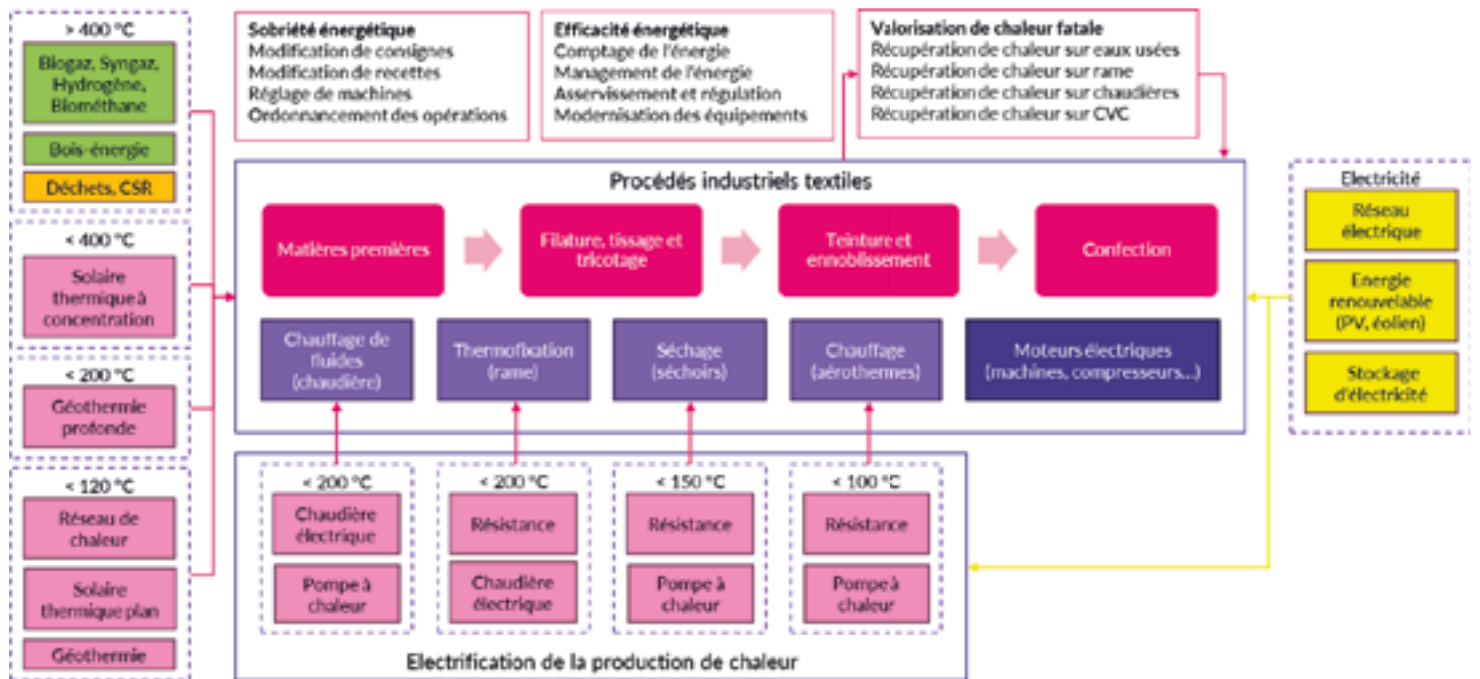 > 400 °C
Biogaz, Syngaz,
Hydrogène,
Biométhane
Bois-énergie
Déchets, CSR
< 400 °C
Solaire
thermique à
concentration
< 200 °C
Géothermie
profonde
< 120 °C
Réseau de
chaleur
Solaire
thermique plan
Géothermie
Sobriété énergétique
Modification de consignes
Modification de recettes
Réglage de machines
Ordonnancement des opérations
Efficacité énergétique
Comptage de l'énergie
Management de l'énergie
Asservissement et régulation
Modernisation des équipements
Valorisation de chaleur fatale
Récupération de chaleur sur eaux usées
Récupération de chaleur sur rame
Récupération de chaleur sur chaudières
Récupération de chaleur sur CVC
Procédés industriels textiles
Matières premières
Filature, tissage et
tricotage
Teinture et
ennoblissement
Confection
Chauffage de
fluides
(chaudière)
Thermofixation
(rame)
Séchage
(séchoirs)
Chauffage
(aérothermes)
Moteurs électriques
(machines, compresseurs...)
< 200 °C
Chaudière
électrique
Pompe à
chaleur
< 200 °C
Résistance
Chaudière
électrique
< 150 °C
Résistance
Pompe à
chaleur
< 100 °C
Résistance
Pompe à
chaleur
Electrification de la production de chaleur
Electricité
Réseau
électrique
Energie
renouvelable
(PV, éolien)
Stockage
d'électricité